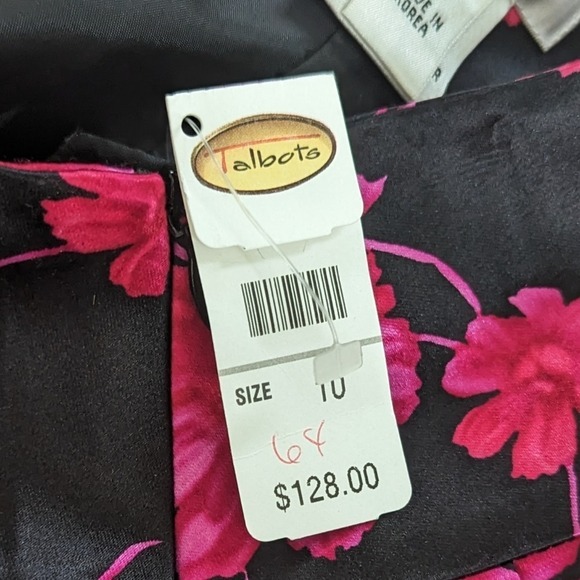 MADE IN
KOREA
R
Talbots
SIZE 10
64
$128.00